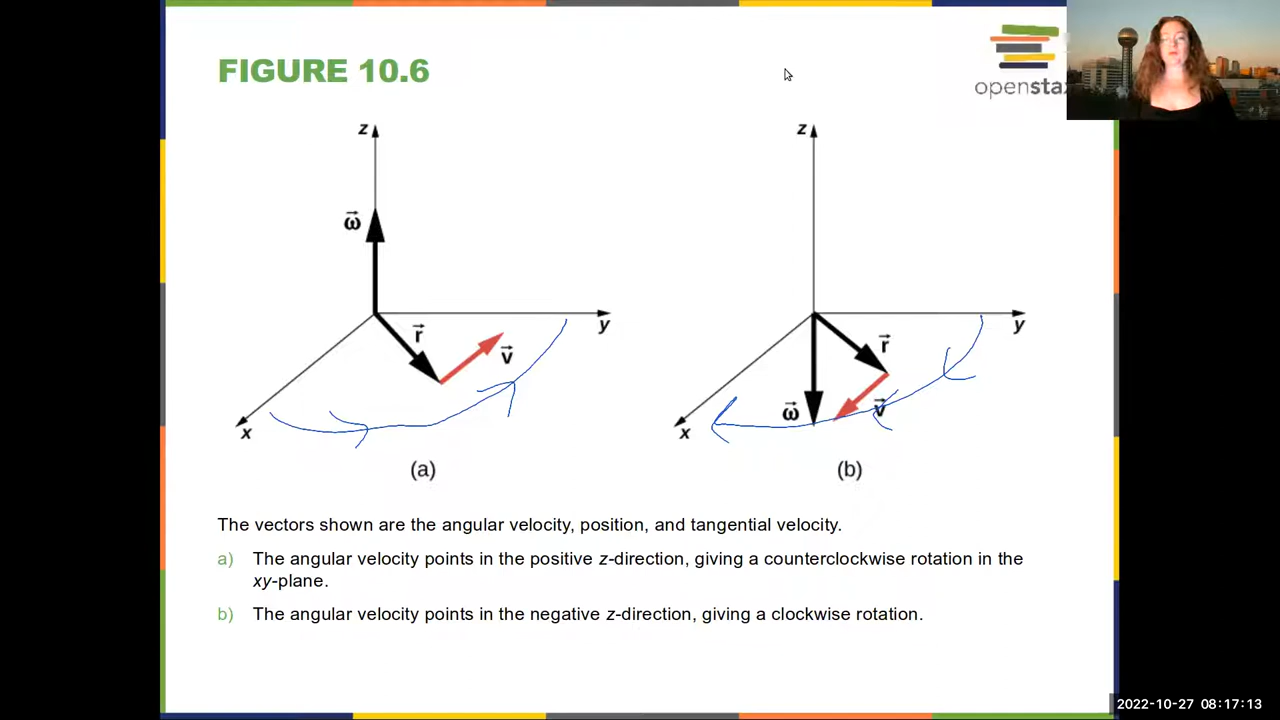 FIGURE 10.6
openstax
z
ω
r
v
y
x
(a)
z
r
ω
v
y
x
(b)
The vectors shown are the angular velocity, position, and tangential velocity.
a) The angular velocity points in the positive z-direction, giving a counterclockwise rotation in the
xy-plane.
b) The angular velocity points in the negative z-direction, giving a clockwise rotation.
2022-10-27 08:17:13